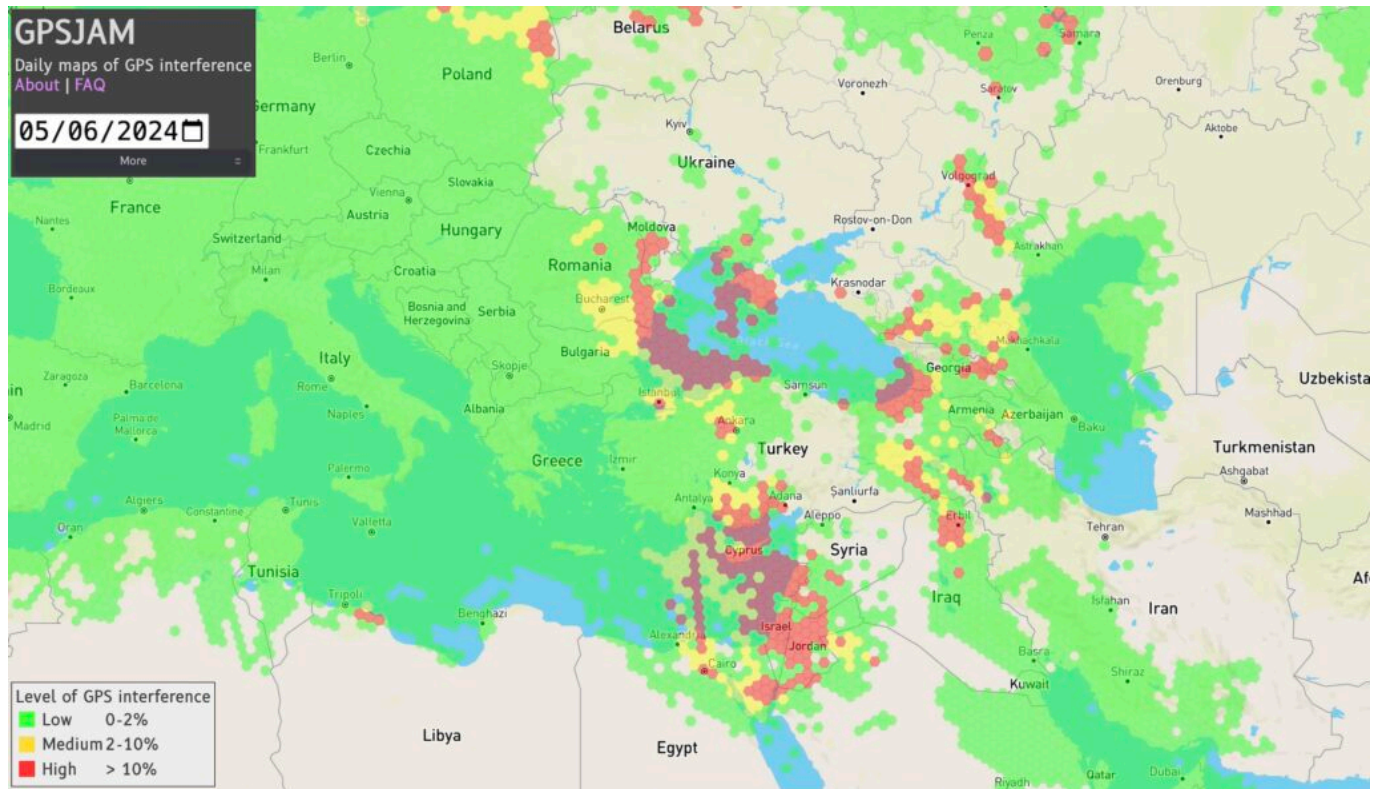 GPSJAM
Daily maps of GPS interference
About | FAQ
05/06/2024
More
Berlin
Poland
Belarus
Penza
Samara
Voronezh
Saratov
Orenburg
Aktobe
Germany
Frankfurt
Czechia
Kyiv
Ukraine
Volgograd
Slovakia
Vienna
Austria
France
Nantes
Switzerland
Hungary
Moldova
Rostov-on-Don
Astrakhan
Milan
Croatia
Romania
Bordeaux
Krasnodar
Bosnia and
Herzegovina
Serbia
Bucharest
Black Sea
Makhachkala
Italy
Bulgaria
Georgia
Zaragoza
Barcelona
Rome
Skopje
Istanbul
Samsun
Uzbekista
in
Madrid
Palma de
Mallorca
Naples
Albania
Ankara
Armenia
Azerbaijan
Baku
Turkey
Turkmenistan
Greece
Izmir
Palermo
Konya
Ashgabat
Algiers
Tunis
Antalya
Adana
Şanlıurfa
Constantine
Valletta
Aleppo
Erbil
Mashhad
Oran
Tehran
Cyprus
Syria
Tunisia
Af
Tripoli
Iraq
Isfahan
Iran
Benghazi
Israel
Alexandria
Jordan
Basra
Cairo
Shiraz
Kuwait
Libya
Egypt
Riyadh
Qatar
Dubai
Level of GPS interference
Low 0-2%
Medium 2-10%
High > 10%